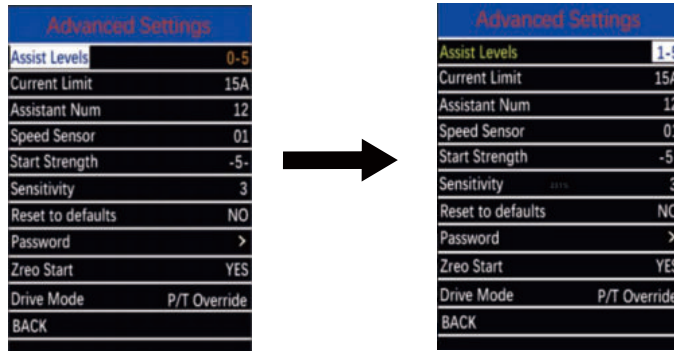 Advanced Settings
Assist Levels 0-5
Current Limit 15A
Assistant Num 12
Speed Sensor 01
Start Strength -5-
Sensitivity 3
Reset to defaults NO
Password >
Zreo Start YES
Drive Mode P/T Override
BACK
Advanced Settings
Assist Levels 1-5
Current Limit 15A
Assistant Num 12
Speed Sensor 01
Start Strength -5
Sensitivity 3
Reset to defaults NO
Password >
Zreo Start YES
Drive Mode P/T Override
BACK